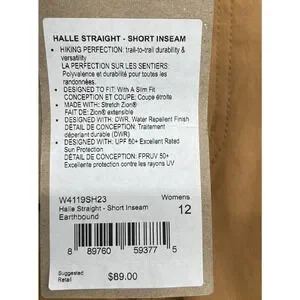 HALLE STRAIGHT - SHORT INSEAM
• HIKING PERFECTION: trail-to-trail durability &
versatility
LA PERFECTION SUR LES SENTIERS:
Polyvalence et durabilité pour toutes les
randonnées.
• DESIGNED TO FIT: With A Slim Fit
CONCEPTION ET COUPE: Coupe étroite
• MADE WITH: Stretch Zion®
FAIT DE: Zion® extensible
• DESIGNED WITH: DWR, Water Repellent Finish
DÉTAIL DE CONCEPTION: Traitement
déperlant durable (DWR)
• DESIGNED WITH: UPF 50+ Excellent Rated
Sun Protection
DÉTAIL DE CONCEPTION: FPRUV 50+
Excellente protection contre les rayons UV
W4119SH23 Womens
Halle Straight - Short Inseam 12
Earthbound
8 89760 59377 5
Suggested
Retail $89.00